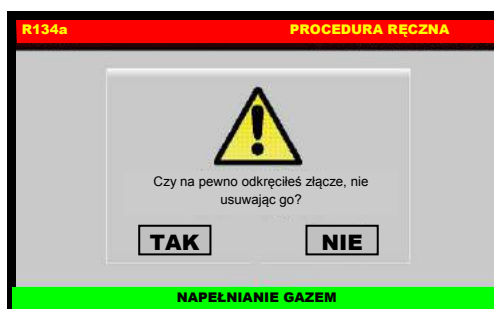 R134a PROCEDURA RĘCZNA
Czy na pewno odkręciłeś złącze, nie
usuwając go?
TAK NIE
NAPEŁNIANIE GAZEM